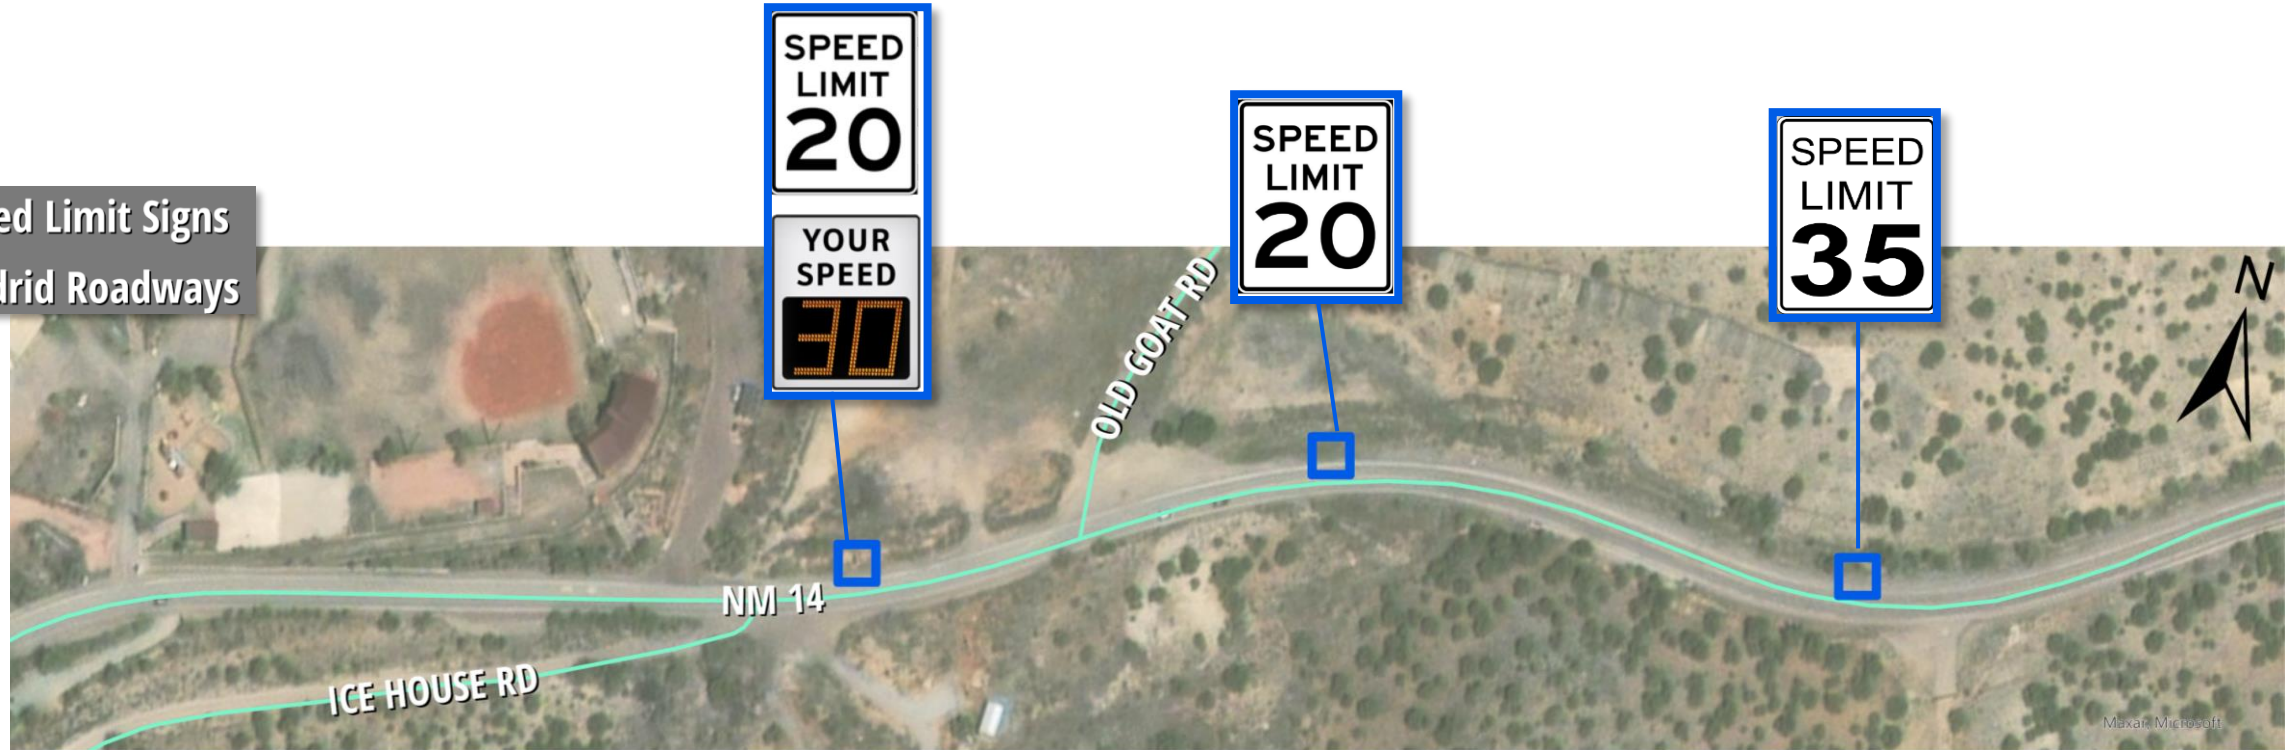 SPEED
LIMIT
20
YOUR
SPEED
30
SPEED
LIMIT
20
SPEED
LIMIT
35
ed Limit Signs
drid Roadways
N
OLD GOAT RD
NM 14
ICE HOUSE RD
Maxar, Microsoft